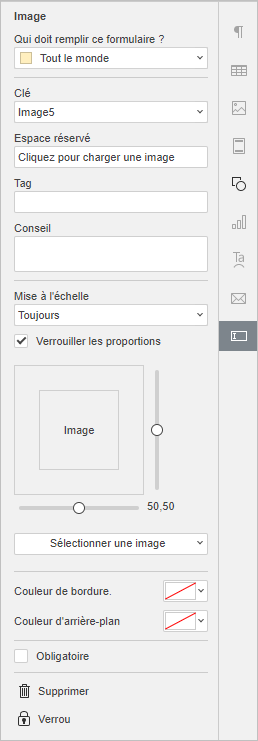 Image
Qui doit remplir ce formulaire ?
Tout le monde
Clé
Image5
Espace réservé
Cliquez pour charger une image
Tag
Conseil
Mise à l'échelle
Toujours
Verrouiller les proportions
Image
50,50
Sélectionner une image
Couleur de bordure.
Couleur d'arrière-plan
Obligatoire
Supprimer
Verrou
Ta